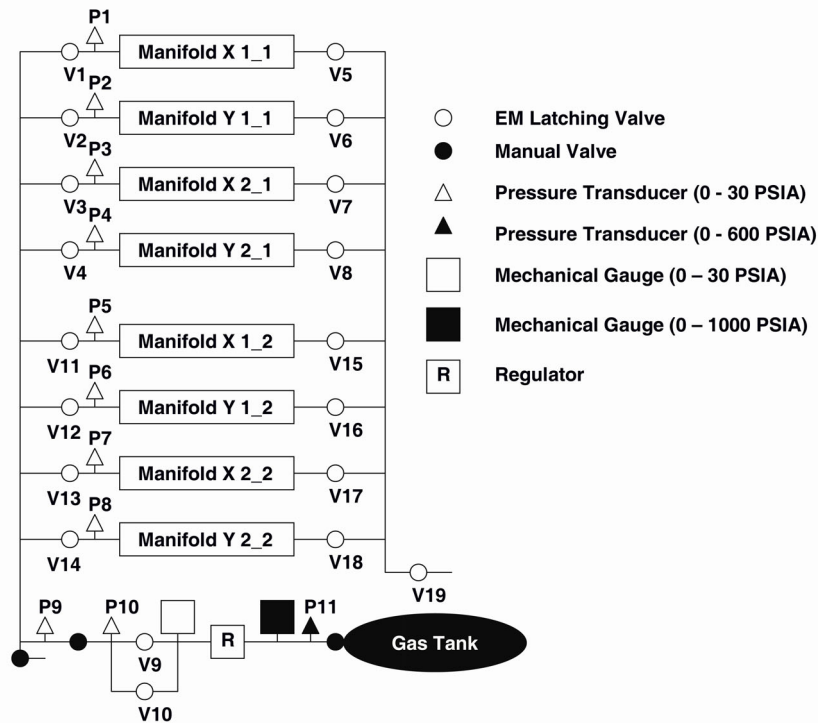 P1
Manifold X 1_1
V1
V5
P2
Manifold Y 1_1
V2
V6
P3
Manifold X 2_1
V3
V7
P4
Manifold Y 2_1
V4
V8
P5
Manifold X 1_2
V11
V15
P6
Manifold Y 1_2
V12
V16
P7
Manifold X 2_2
V13
V17
P8
Manifold Y 2_2
V14
V18
V19
P9
P10
P11
R
Gas Tank
V9
V10
EM Latching Valve
Manual Valve
Pressure Transducer (0 - 30 PSIA)
Pressure Transducer (0 - 600 PSIA)
Mechanical Gauge (0 – 30 PSIA)
Mechanical Gauge (0 – 1000 PSIA)
R Regulator